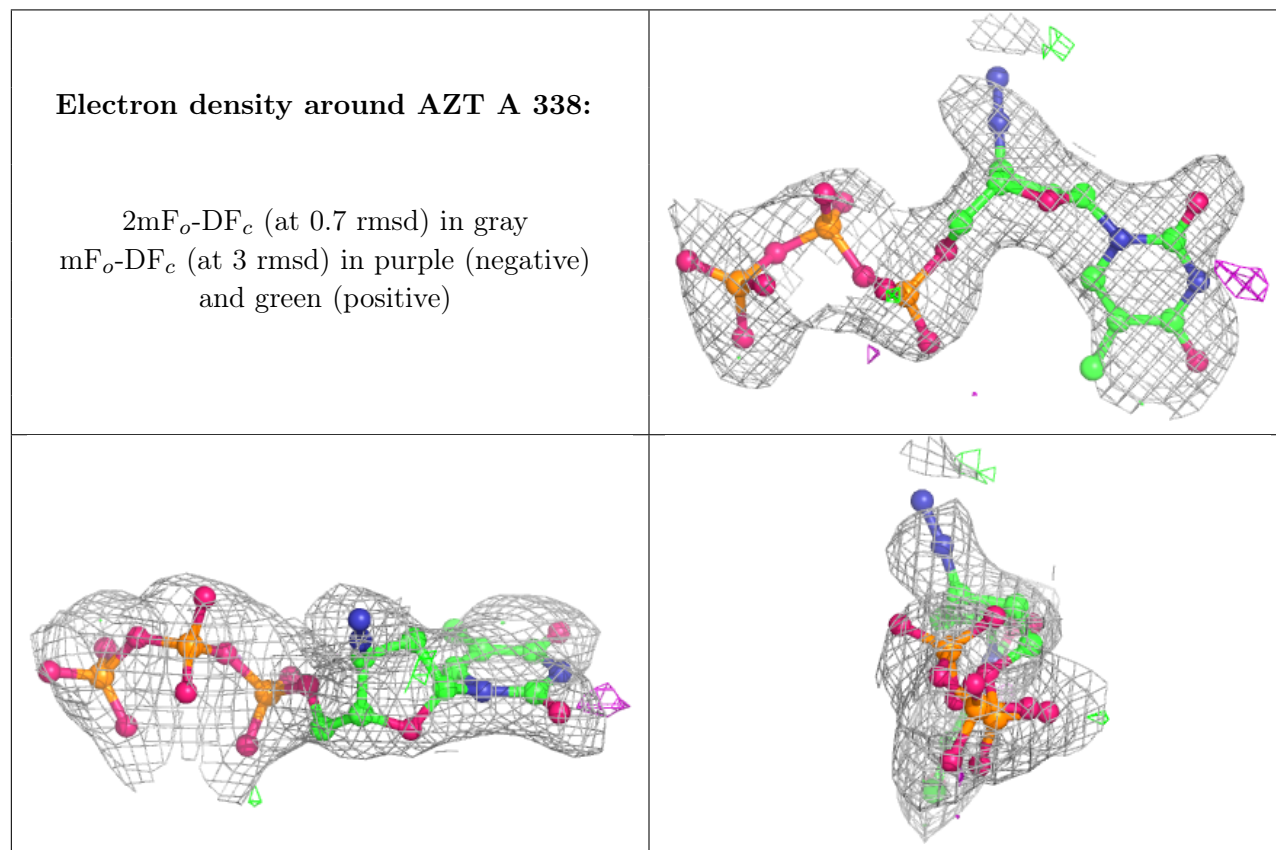 Electron density around AZT A 338:
2mFo-DFc (at 0.7 rmsd) in gray
mFo-DFc (at 3 rmsd) in purple (negative)
and green (positive)